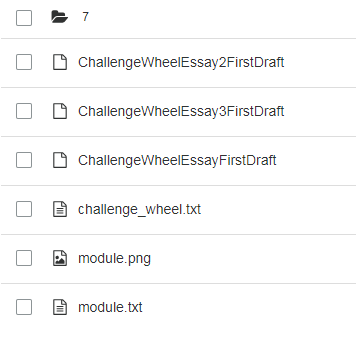 7
ChallengeWheelEssay2FirstDraft
ChallengeWheelEssay3FirstDraft
ChallengeWheelEssayFirstDraft
challenge_wheel.txt
module.png
module.txt